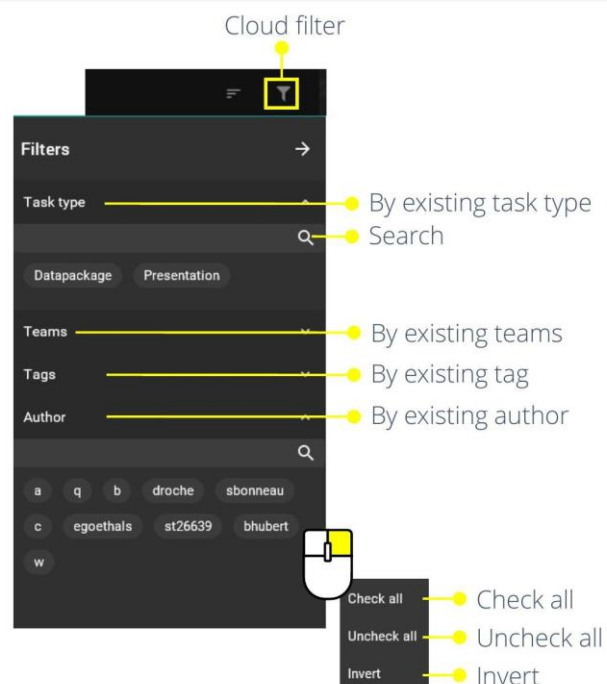 Cloud filter
Filters
Task type By existing task type
Search
Datapackage Presentation
Teams By existing teams
Tags By existing tag
Author By existing author
a q b droche sbonneau
c egoethals st26639 bhubert
w
Check all Check all
Uncheck all Uncheck all
Invert Invert